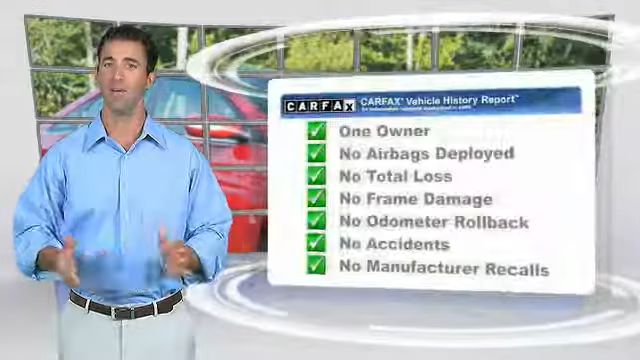 CARFAX CARFAX® Vehicle History Report™
One Owner
No Airbags Deployed
No Total Loss
No Frame Damage
No Odometer Rollback
No Accidents
No Manufacturer Recalls